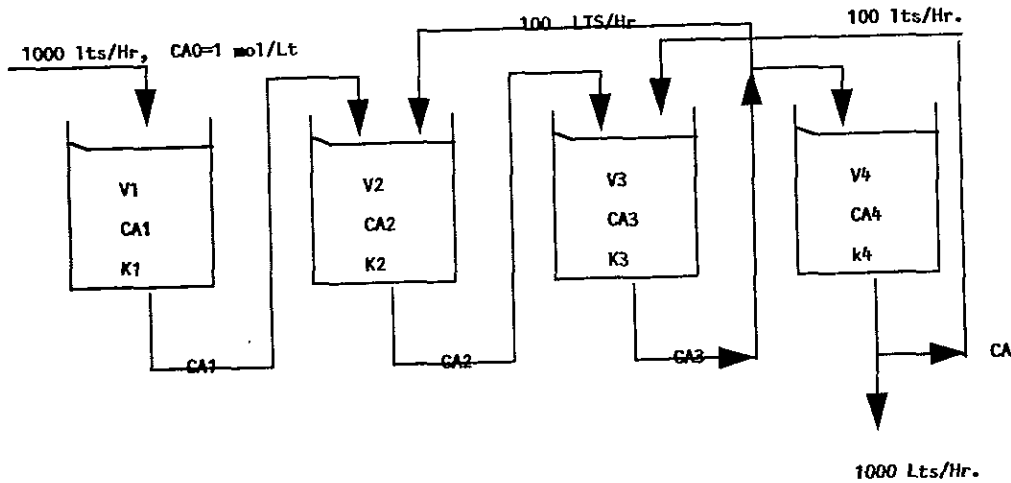 100 LTS/Hr
100 lts/Hr.
1000 lts/Hr, CAO=1 mol/Lt
V1
CA1
K1
V2
CA2
K2
V3
CA3
K3
V4
CA4
k4
CA1
CA2
CA3
CA
1000 Lts/Hr.